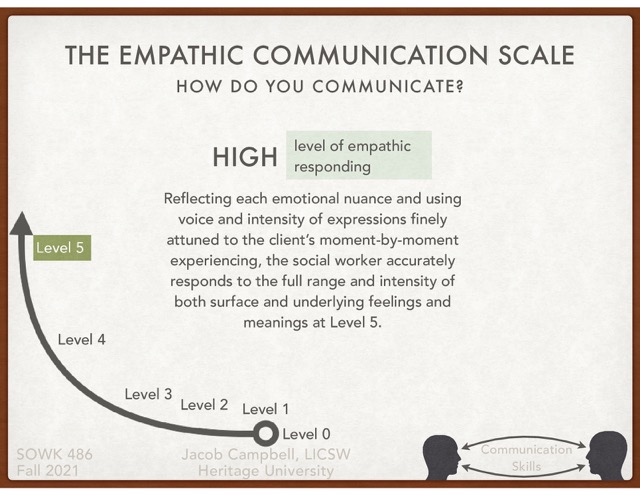 THE EMPATHIC COMMUNICATION SCALE
HOW DO YOU COMMUNICATE?
HIGH
level of empathic
responding
Reflecting each emotional nuance and using
voice and intensity of expressions finely
attuned to the client's moment-by-moment
experiencing, the social worker accurately
responds to the full range and intensity of
both surface and underlying feelings and
meanings at Level 5.
Level 5
Level 4
Level 3
Level 2
Level 1
Level 0
SOWK 486
Fall 2021
Jacob Campbell, LICSW
Heritage University
Communication
Skills